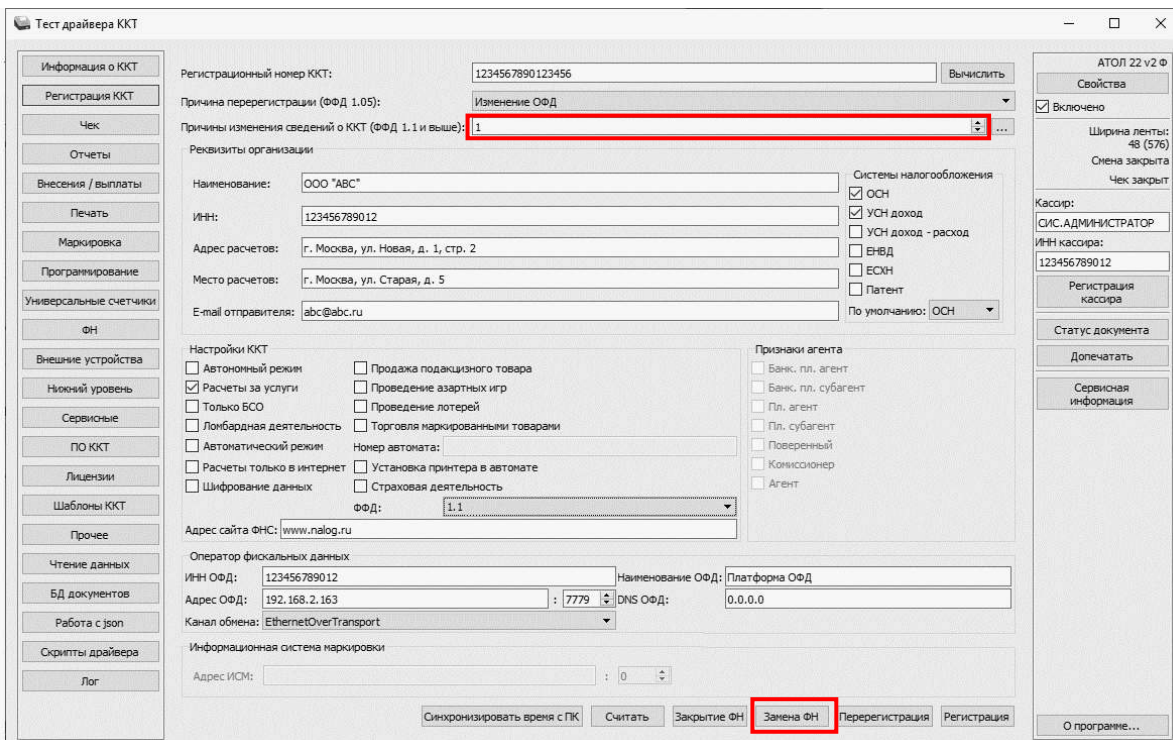 Тест драйвера ККТ
Информация о ККТ
Регистрация ККТ
Чек
Отчеты
Внесения / выплаты
Печать
Маркировка
Программирование
Универсальные счетчики
ФН
Внешние устройства
Нижний уровень
Сервисные
ПО ККТ
Лицензии
Шаблоны ККТ
Прочее
Чтение данных
БД документов
Работа с json
Скрипты драйвера
Лог
Регистрационный номер ККТ: 1234567890123456 Вычислить
Причина перерегистрации (ФФД 1.05): Изменение ОФД
Причины изменения сведений о ККТ (ФФД 1.1 и выше): 1 ...
Реквизиты организации
Наименование: ООО "АВС"
ИНН: 123456789012
Адрес расчетов: г. Москва, ул. Новая, д. 1, стр. 2
Место расчетов: г. Москва, ул. Старая, д. 5
E-mail отправителя: abc@abc.ru
Системы налогообложения
ОСН
УСН доход
УСН доход - расход
ЕНВД
ЕСХН
Патент
По умолчанию: ОСН
Настройки ККТ
Автономный режим Продажа подакцизного товара
Расчеты за услуги Проведение азартных игр
Только БСО Проведение лотерей
Ломбардная деятельность Торговля маркированными товарами
Автоматический режим Номер автомата:
Расчеты только в интернет Установка принтера в автомате
Шифрование данных Страховая деятельность
ФФД: 1.1
Адрес сайта ФНС: www.nalog.ru
Признаки агента
Банк. пл. агент
Банк. пл. субагент
Пл. агент
Пл. субагент
Поверенный
Комиссионер
Агент
Оператор фискальных данных
ИНН ОФД: 123456789012 Наименование ОФД: Платформа ОФД
Адрес ОФД: 192.168.2.163 : 7779 DNS ОФД: 0.0.0.0
Канал обмена: EthernetOverTransport
Информационная система маркировки
Адрес ИСМ: : 0
Синхронизировать время с ПК Считать Закрытие ФН Замена ФН Перерегистрация Регистрация
АТОЛ 22 v2 Ф
Свойства
Включено
Ширина ленты:
48 (576)
Смена закрыта
Чек закрыт
Кассир:
СИС.АДМИНИСТРАТОР
ИНН кассира:
123456789012
Регистрация
кассира
Статус документа
Допечатать
Сервисная
информация
О программе...